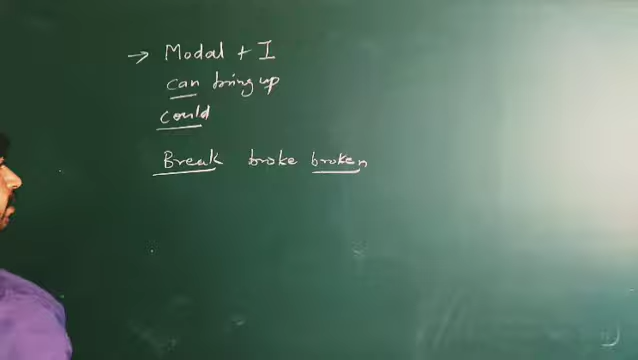 → Modal + I
can bring up
could
Break broke broken